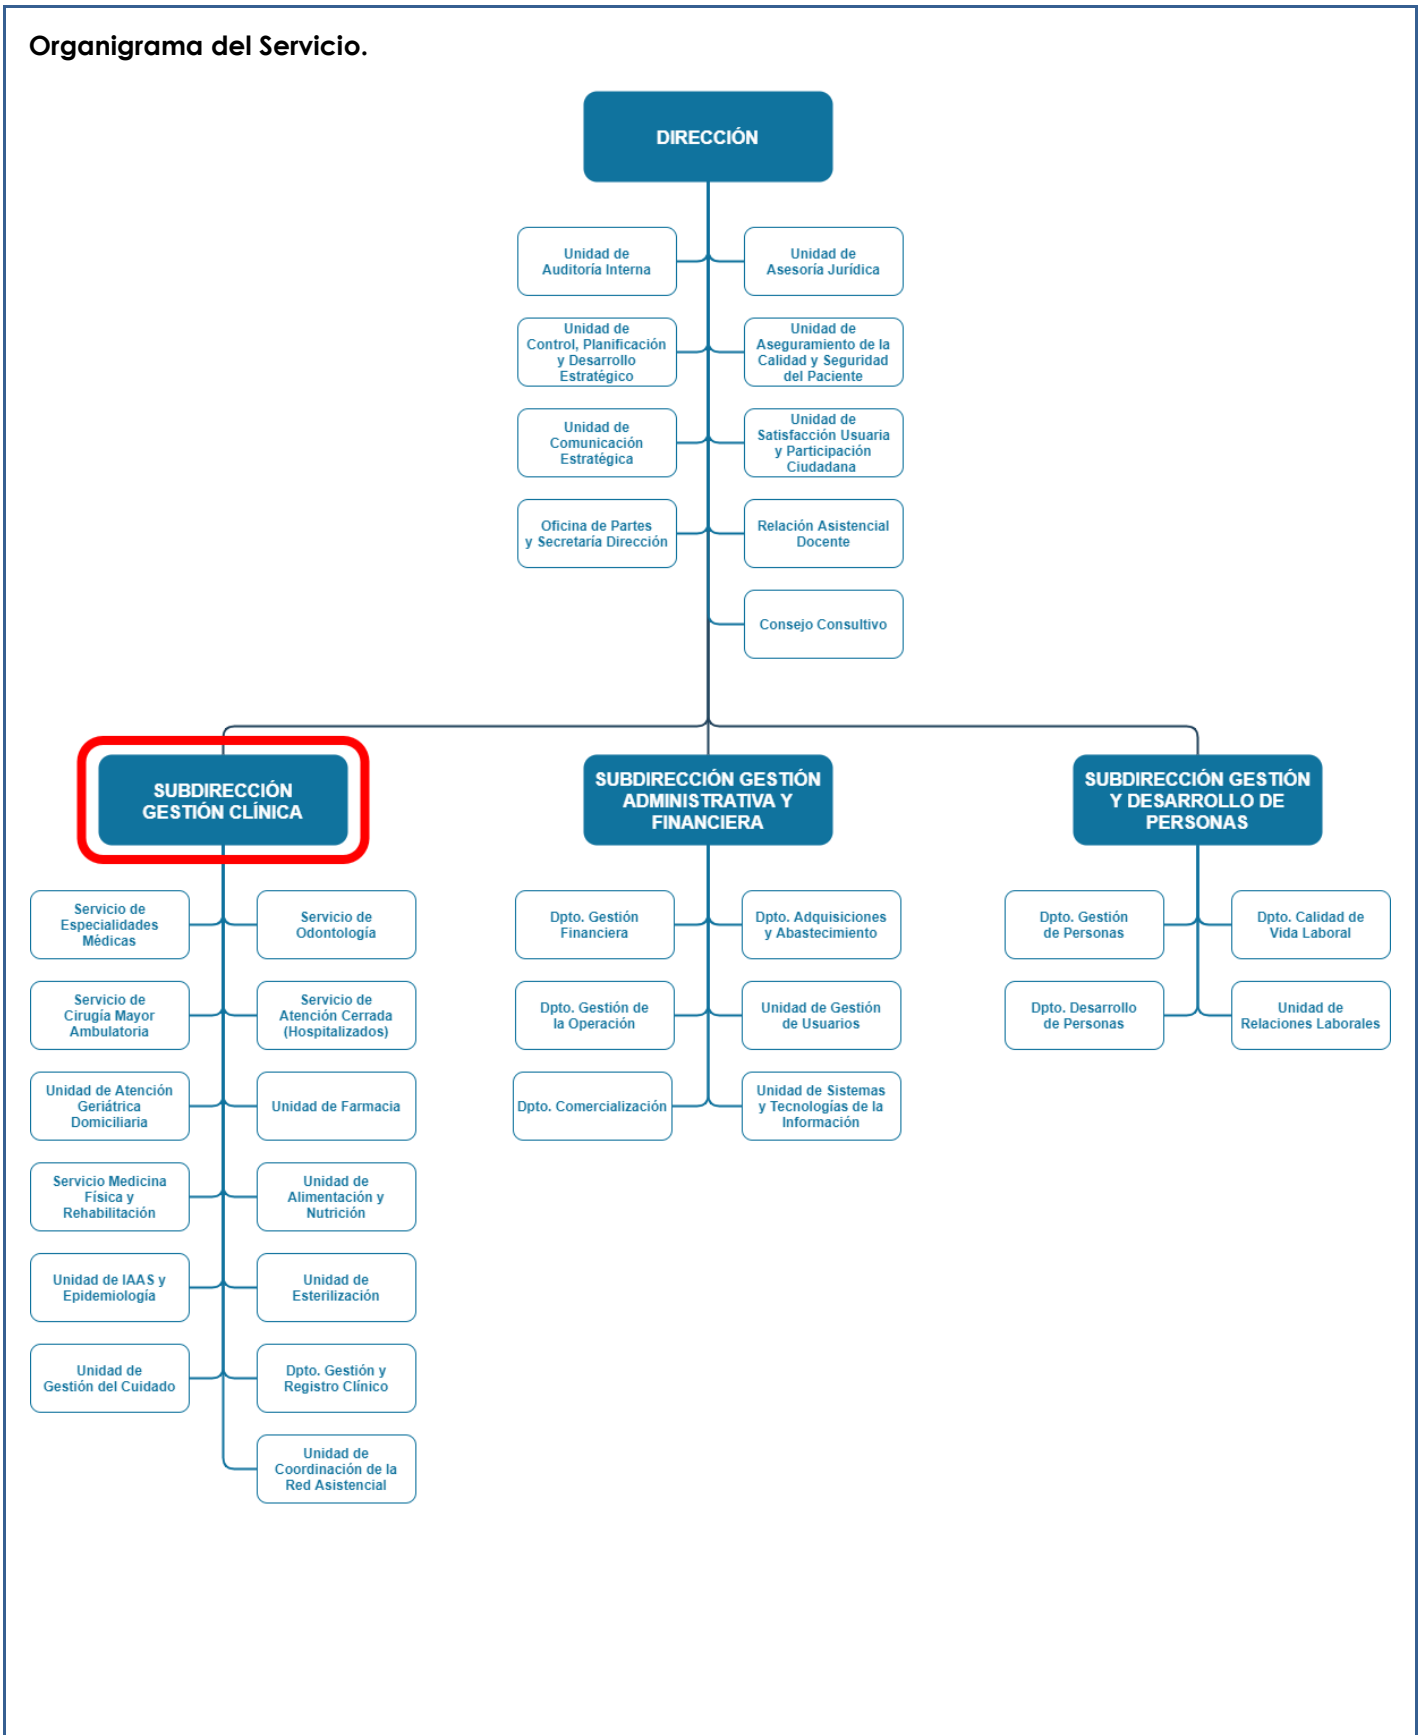 Organigrama del Servicio.
DIRECCIÓN
Unidad de
Auditoría Interna
Unidad de
Asesoría Jurídica
Unidad de
Control, Planificación
y Desarrollo
Estratégico
Unidad de
Aseguramiento de la
Calidad y Seguridad
del Paciente
Unidad de
Comunicación
Estratégica
Unidad de
Satisfacción Usuaria
y Participación
Ciudadana
Oficina de Partes
y Secretaría Dirección
Relación Asistencial
Docente
Consejo Consultivo
SUBDIRECCIÓN
GESTIÓN CLÍNICA
SUBDIRECCIÓN GESTIÓN
ADMINISTRATIVA Y
FINANCIERA
SUBDIRECCIÓN GESTIÓN
Y DESARROLLO DE
PERSONAS
Servicio de
Especialidades
Médicas
Servicio de
Odontología
Servicio de
Cirugía Mayor
Ambulatoria
Servicio de
Atención Cerrada
(Hospitalizados)
Unidad de Atención
Geriátrica
Domiciliaria
Unidad de Farmacia
Servicio Medicina
Física y
Rehabilitación
Unidad de
Alimentación y
Nutrición
Unidad de IAAS y
Epidemiología
Unidad de
Esterilización
Unidad de
Gestión del Cuidado
Dpto. Gestión y
Registro Clínico
Unidad de
Coordinación de la
Red Asistencial
Dpto. Gestión
Financiera
Dpto. Adquisiciones
y Abastecimiento
Dpto. Gestión de
la Operación
Unidad de Gestión
de Usuarios
Dpto. Comercialización
Unidad de Sistemas
y Tecnologías de la
Información
Dpto. Gestión
de Personas
Dpto. Calidad de
Vida Laboral
Dpto. Desarrollo
de Personas
Unidad de
Relaciones Laborales